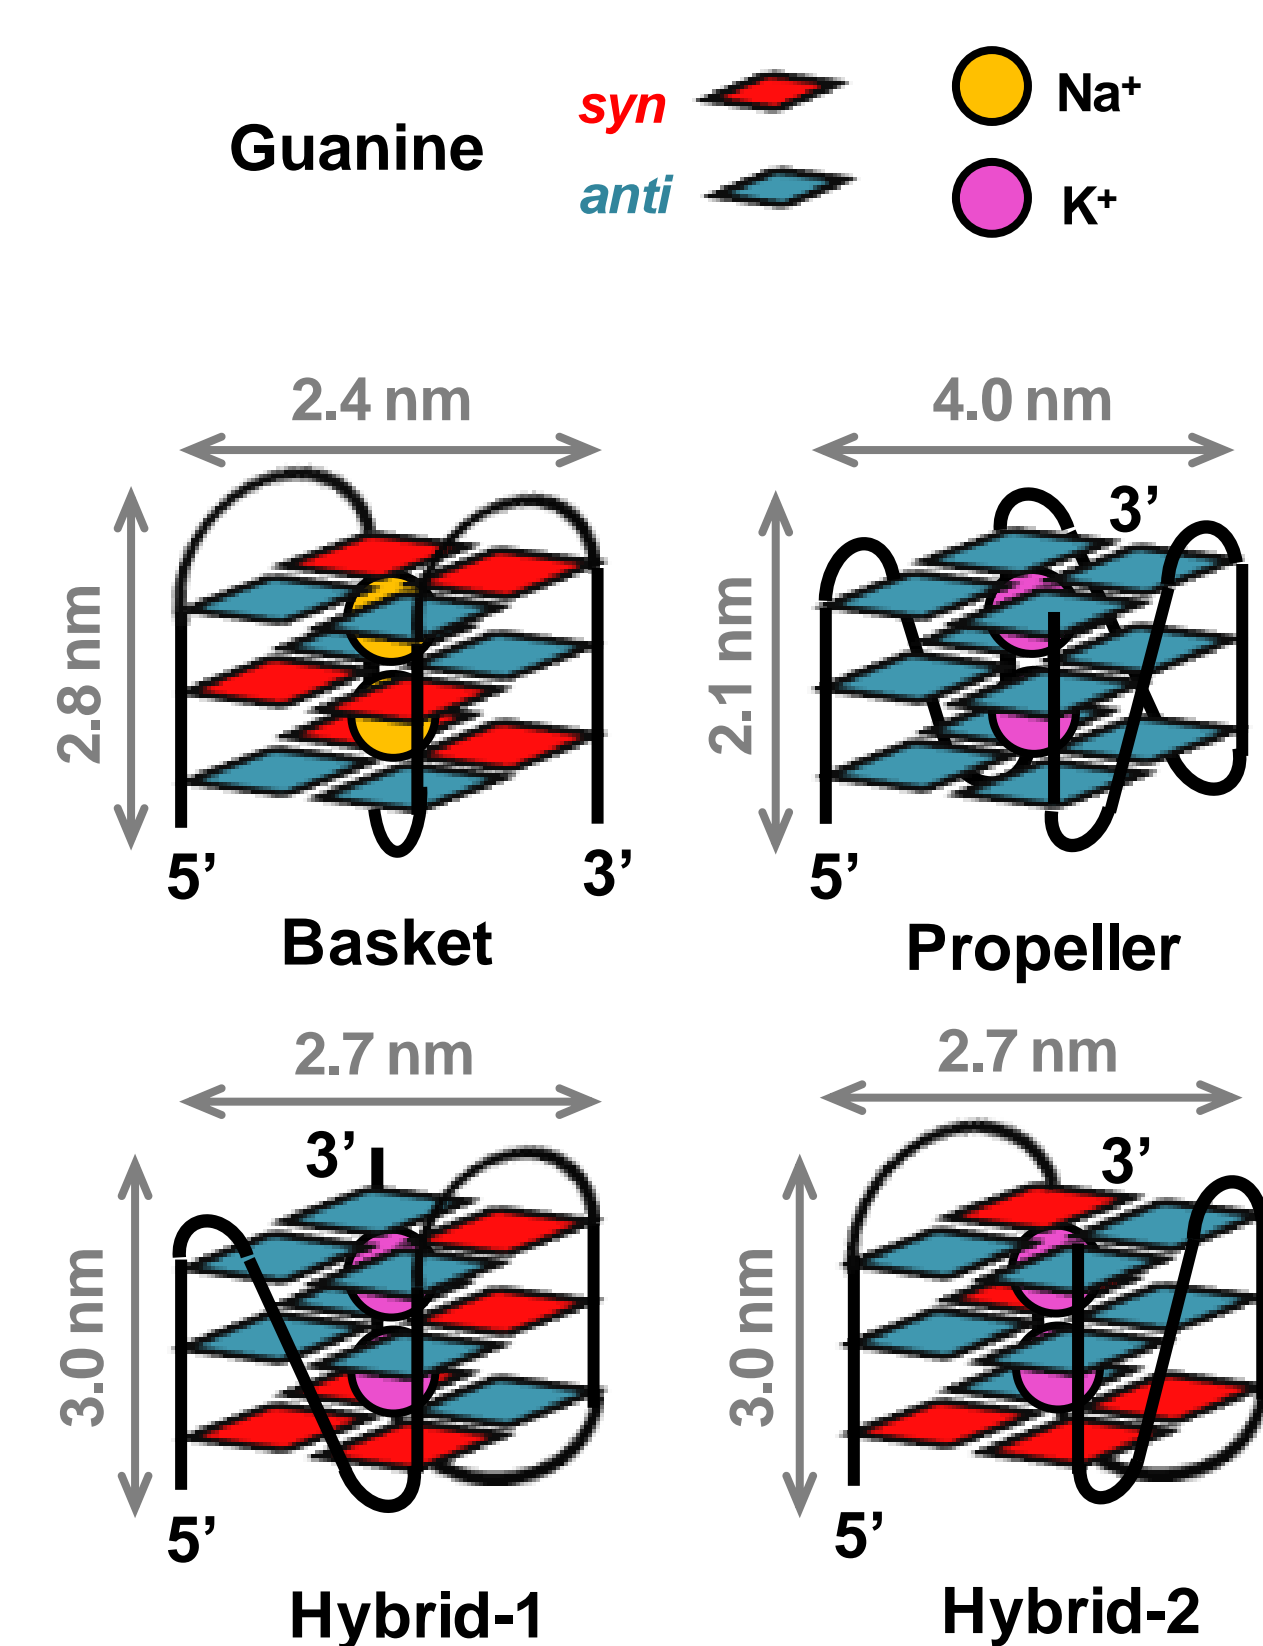 Guanine
syn
Na⁺
anti
K⁺
2.4 nm
4.0 nm
3’
2.8 nm
2.1 nm
5’
3’
5’
Basket
Propeller
2.7 nm
2.7 nm
3’
3’
3.0 nm
3.0 nm
5’
5’
Hybrid-1
Hybrid-2